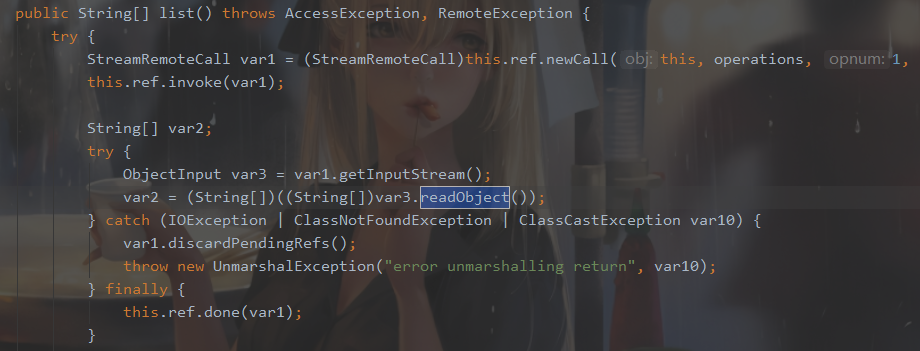 public String[] list() throws AccessException, RemoteException {
    try {
        StreamRemoteCall var1 = (StreamRemoteCall)this.ref.newCall( obj: this, operations, opnum: 1,
        this.ref.invoke(var1);
        String[] var2;
        try {
            ObjectInput var3 = var1.getInputStream();
            var2 = (String[])((String[])var3.readObject());
        } catch (IOException | ClassNotFoundException | ClassCastException var10) {
            var1.discardPendingRefs();
            throw new UnmarshalException("error unmarshalling return", var10);
        } finally {
            this.ref.done(var1);
        }